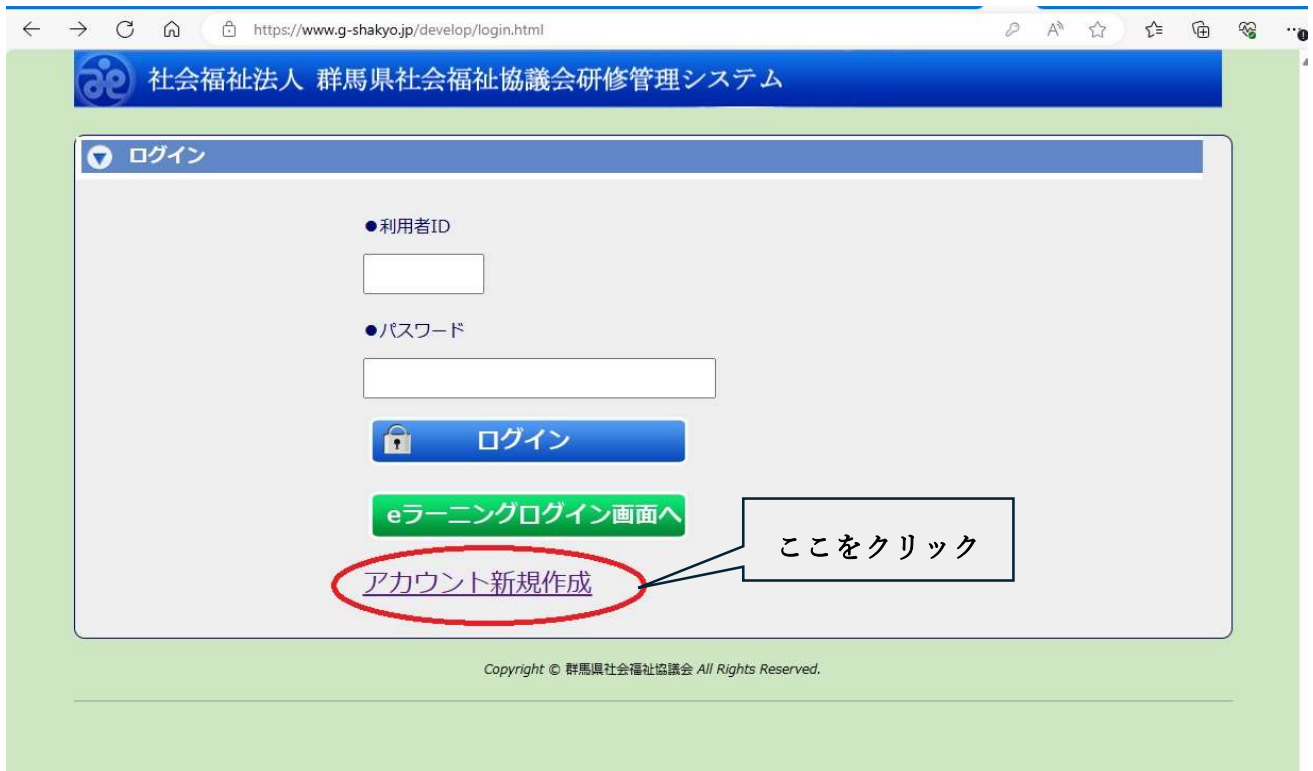 https://www.g-shakyo.jp/develop/login.html
社会福祉法人 群馬県社会福祉協議会研修管理システム
ログイン
●利用者ID
●パスワード
ログイン
eラーニングログイン画面へ
ここをクリック
アカウント新規作成
Copyright © 群馬県社会福祉協議会 All Rights Reserved.